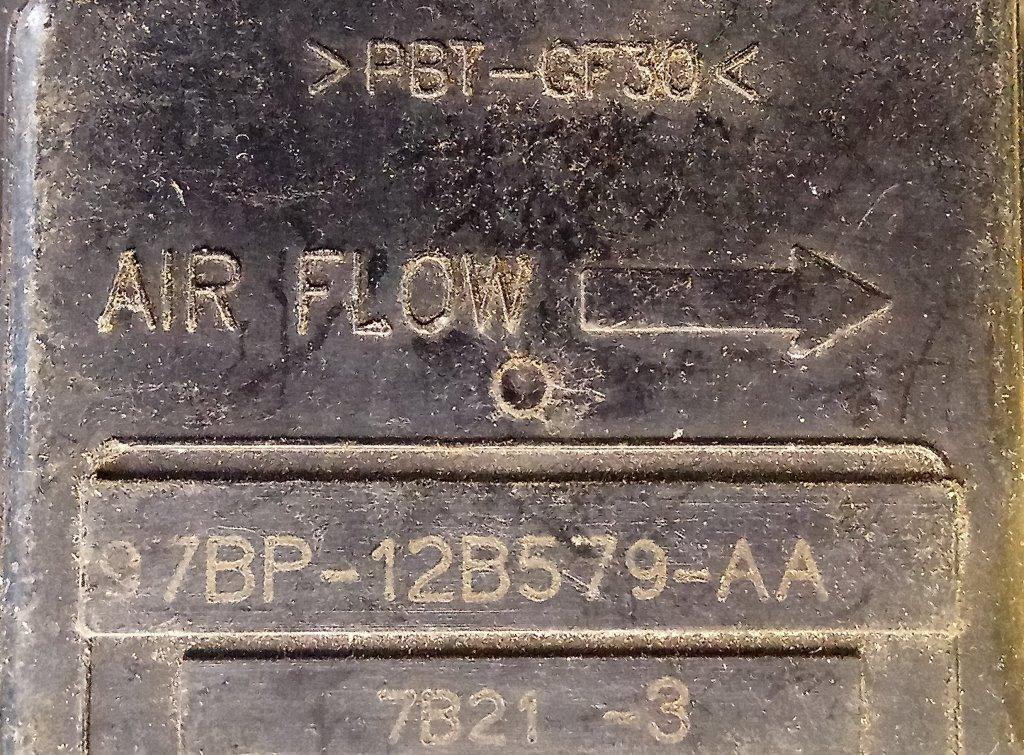 >PBT-GF30<
AIR FLOW
97BP-12B579-AA
7B21 -3